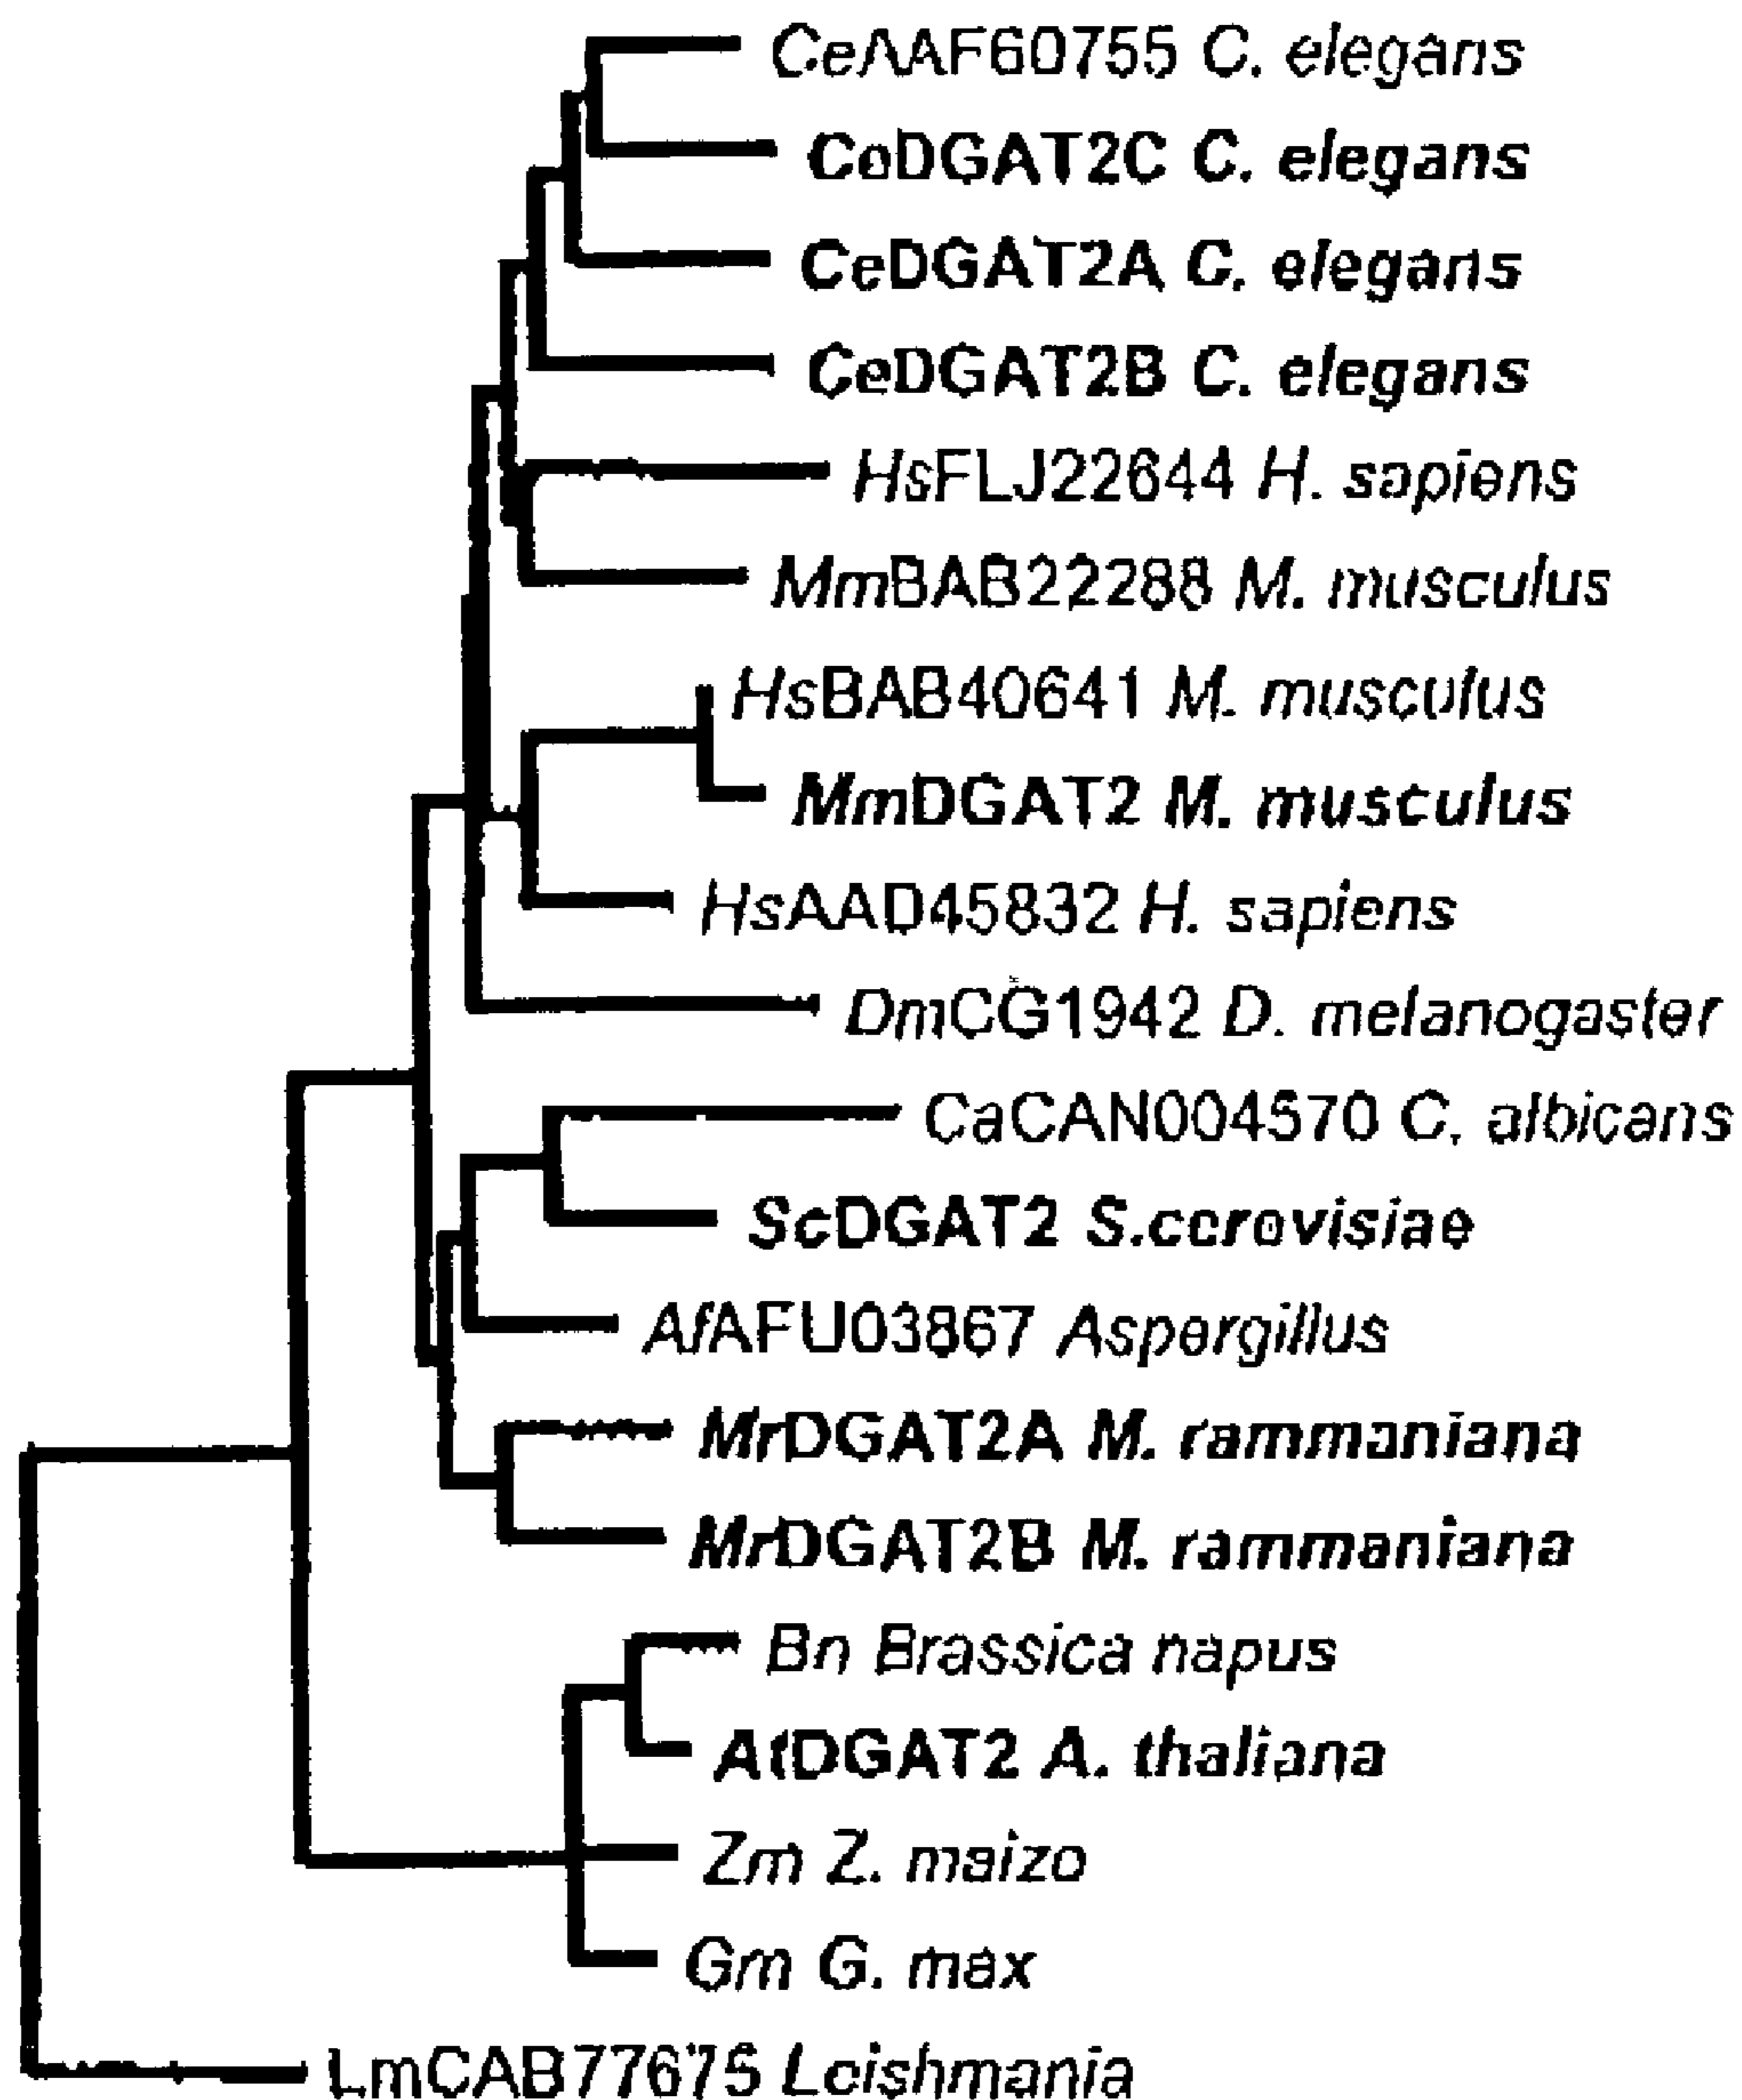 CeAAF60755 C. elegans
CeDGAT2C C. elegans
CeDGAT2A C. elegans
CeDGAT2B C. elegans
HsFLJ22644 H. sapiens
MmBAB22288 M. musculus
HsBAB40641 M. musculus
MmDGAT2 M. musculus
HsAAD45832 H. sapiens
DmCG1942 D. melanogaster
CaCAN004570 C. albicans
ScDGAT2 S.cerevisiae
AfAFU03867 Aspergillus
MrDGAT2A M. rammaniana
MrDGAT2B M. rammaniana
Bn Brassica napus
AtDGAT2 A. thaliana
Zm Z. maize
Gm G. max
LmCAB77675 Leishmania